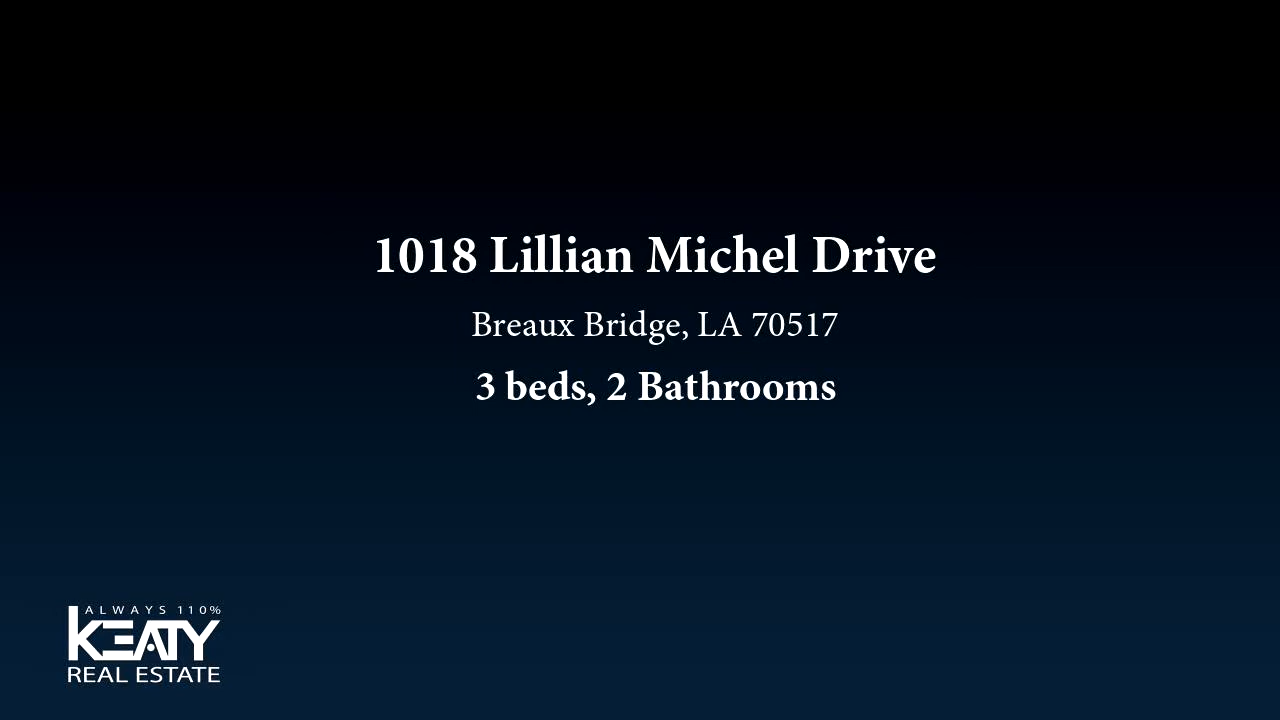 1018 Lillian Michel Drive
Breaux Bridge, LA 70517
3 beds, 2 Bathrooms
ALWAYS 110%
KEATY
REAL ESTATE